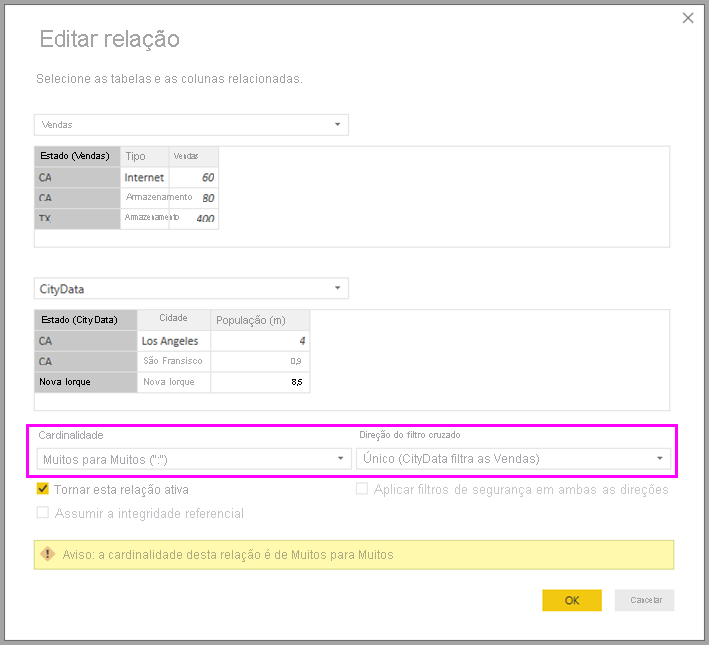 Editar relação
Selecione as tabelas e as colunas relacionadas.
Vendas
Estado (Vendas) Tipo Vendas
CA Internet 60
CA Armazenamento 80
TX Armazenamento 400
CityData
Estado (City Data) Cidade População (m)
CA Los Angeles 4
CA São Fransisco 0,9
Nova Iorque Nova Iorque 8,5
Cardinalidade Direção do filtro cruzado
Muitos para Muitos (":") Único (CityData filtra as Vendas)
Tornar esta relação ativa Aplicar filtros de segurança em ambas as direções
Assumir a integridade referencial
Aviso: a cardinalidade desta relação é de Muitos para Muitos
OK Cancelar